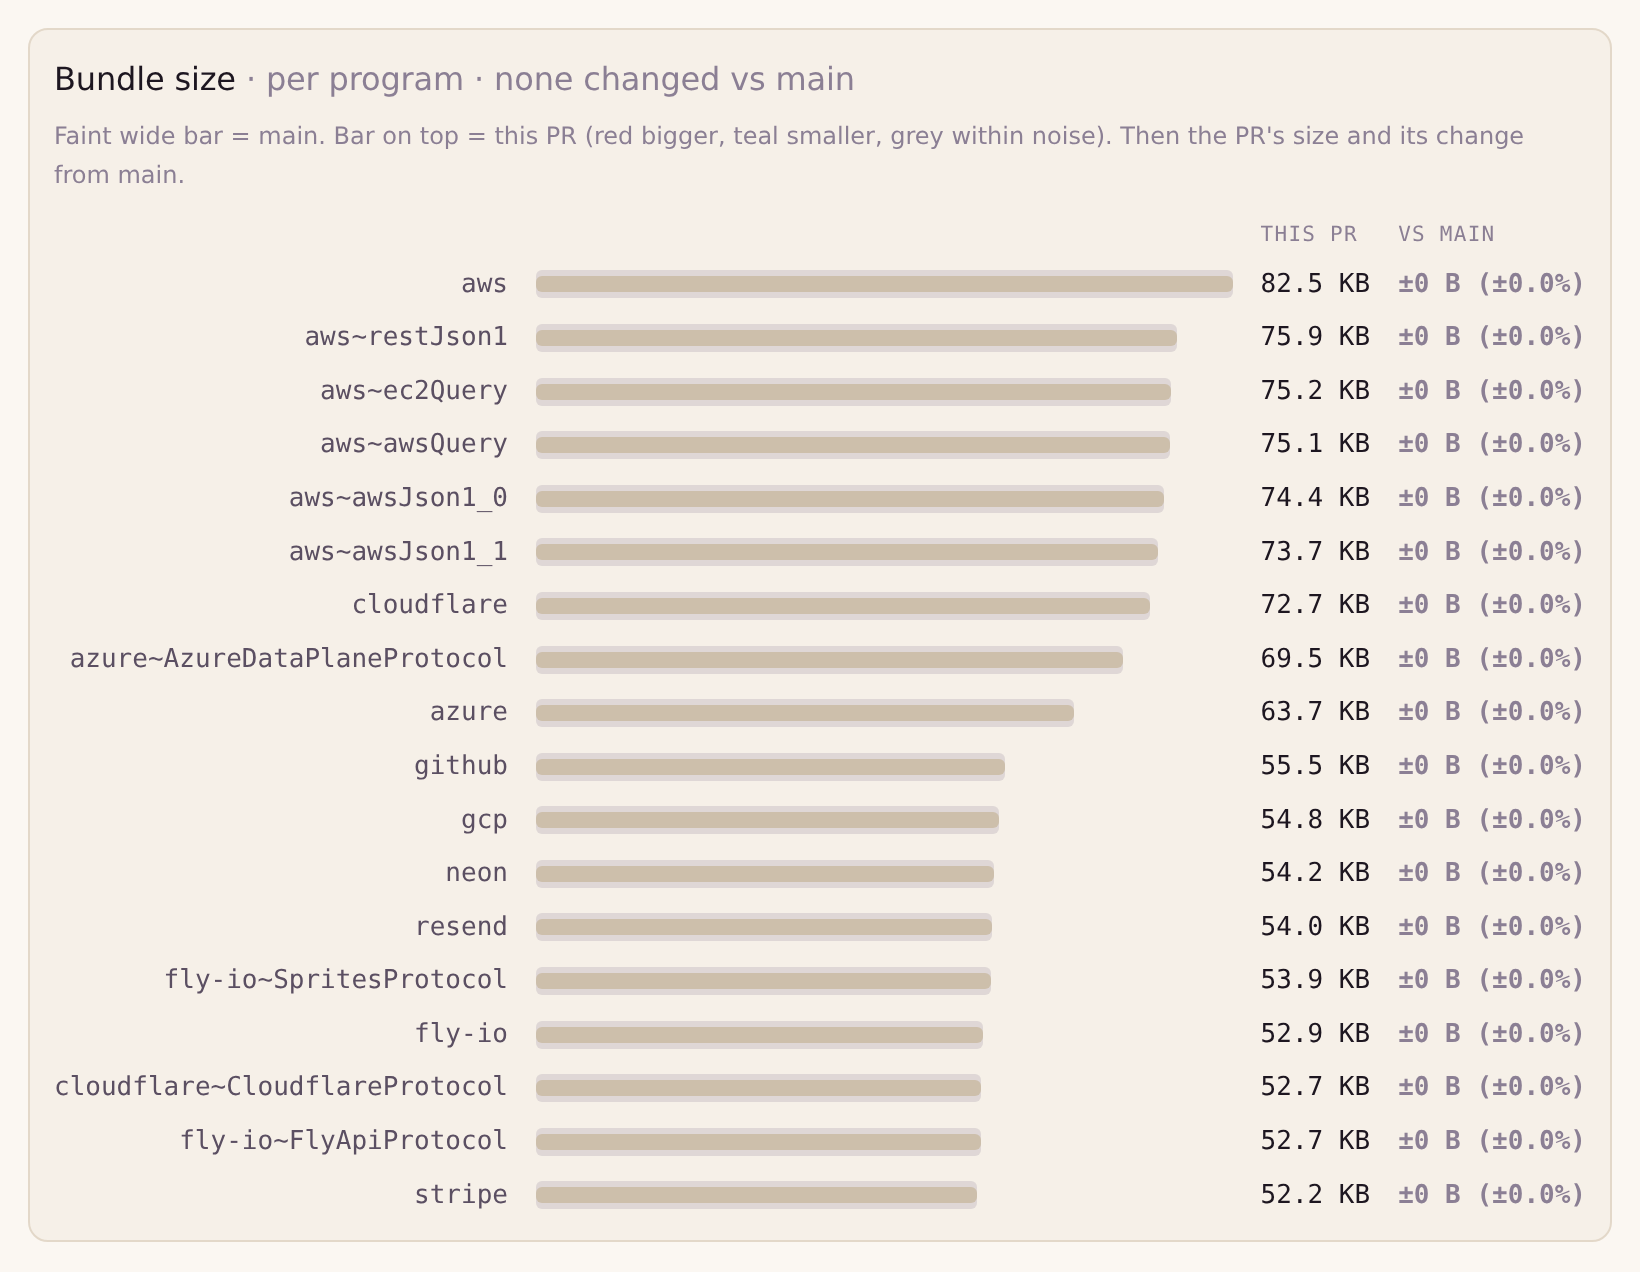 Bundle size · per program · none changed vs main
Faint wide bar = main. Bar on top = this PR (red bigger, teal smaller, grey within noise). Then the PR's size and its change
from main.
THIS PR VS MAIN
aws 82.5 KB ±0 B (±0.0%)
aws~restJson1 75.9 KB ±0 B (±0.0%)
aws~ec2Query 75.2 KB ±0 B (±0.0%)
aws~awsQuery 75.1 KB ±0 B (±0.0%)
aws~awsJson1_0 74.4 KB ±0 B (±0.0%)
aws~awsJson1_1 73.7 KB ±0 B (±0.0%)
cloudflare 72.7 KB ±0 B (±0.0%)
azure~AzureDataPlaneProtocol 69.5 KB ±0 B (±0.0%)
azure 63.7 KB ±0 B (±0.0%)
github 55.5 KB ±0 B (±0.0%)
gcp 54.8 KB ±0 B (±0.0%)
neon 54.2 KB ±0 B (±0.0%)
resend 54.0 KB ±0 B (±0.0%)
fly-io~SpritesProtocol 53.9 KB ±0 B (±0.0%)
fly-io 52.9 KB ±0 B (±0.0%)
cloudflare~CloudflareProtocol 52.7 KB ±0 B (±0.0%)
fly-io~FlyApiProtocol 52.7 KB ±0 B (±0.0%)
stripe 52.2 KB ±0 B (±0.0%)